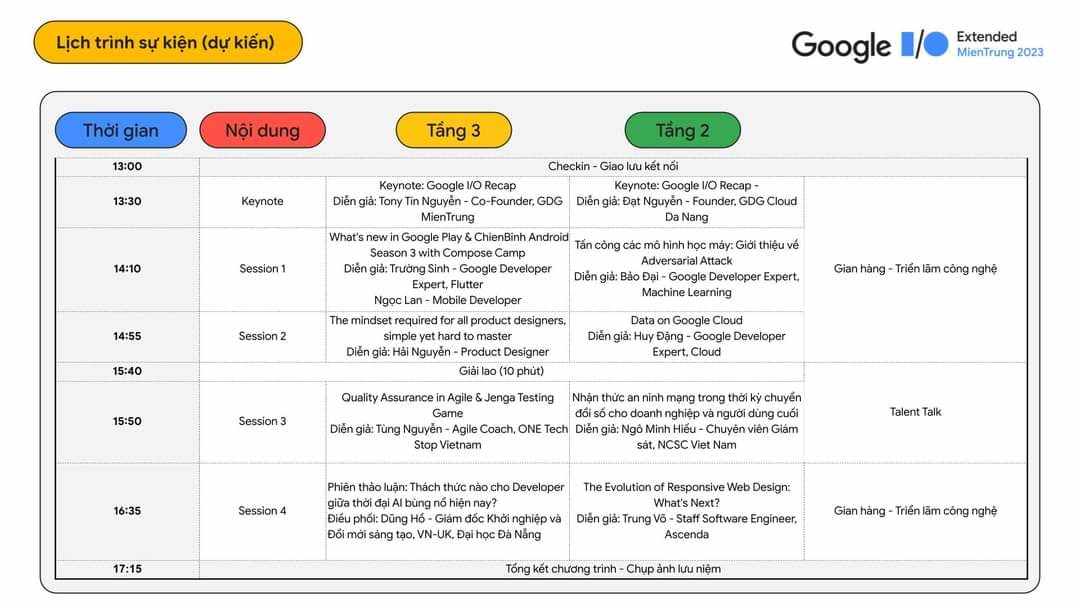 Lịch trình sự kiện (dự kiến)
Google I/O Extended
MienTrung 2023
Thời gian
Nội dung
Tầng 3
Tầng 2
13:00
Checkin - Giao lưu kết nối
13:30
Keynote
Keynote: Google I/O Recap
Diễn giả: Tony Tin Nguyễn - Co-Founder, GDG
MienTrung
Keynote: Google I/O Recap -
Diễn giả: Đạt Nguyễn - Founder, GDG Cloud
Da Nang
14:10
Session 1
What's new in Google Play & ChienBinh Android
Season 3 with Compose Camp
Diễn giả: Trường Sinh - Google Developer
Expert, Flutter
Ngọc Lan - Mobile Developer
Tấn công các mô hình học máy: Giới thiệu về
Adversarial Attack
Diễn giả: Bảo Đại - Google Developer Expert,
Machine Learning
Gian hàng - Triển lãm công nghệ
14:55
Session 2
The mindset required for all product designers,
simple yet hard to master
Diễn giả: Hải Nguyễn - Product Designer
Data on Google Cloud
Diễn giả: Huy Đặng - Google Developer
Expert, Cloud
15:40
Giải lao (10 phút)
15:50
Session 3
Quality Assurance in Agile & Jenga Testing
Game
Diễn giả: Tùng Nguyễn - Agile Coach, ONE Tech
Stop Vietnam
Nhận thức an ninh mạng trong thời kỳ chuyển
đổi số cho doanh nghiệp và người dùng cuối
Diễn giả: Ngô Minh Hiếu - Chuyên viên Giám
sát, NCSC Viet Nam
Talent Talk
16:35
Session 4
Phiên thảo luận: Thách thức nào cho Developer
giữa thời đại AI bùng nổ hiện nay?
Điều phối: Dũng Hồ - Giám đốc Khởi nghiệp và
Đổi mới sáng tạo, VN-UK, Đại học Đà Nẵng
The Evolution of Responsive Web Design:
What's Next?
Diễn giả: Trung Võ - Staff Software Engineer,
Ascenda
Gian hàng - Triển lãm công nghệ
17:15
Tổng kết chương trình - Chụp ảnh lưu niệm